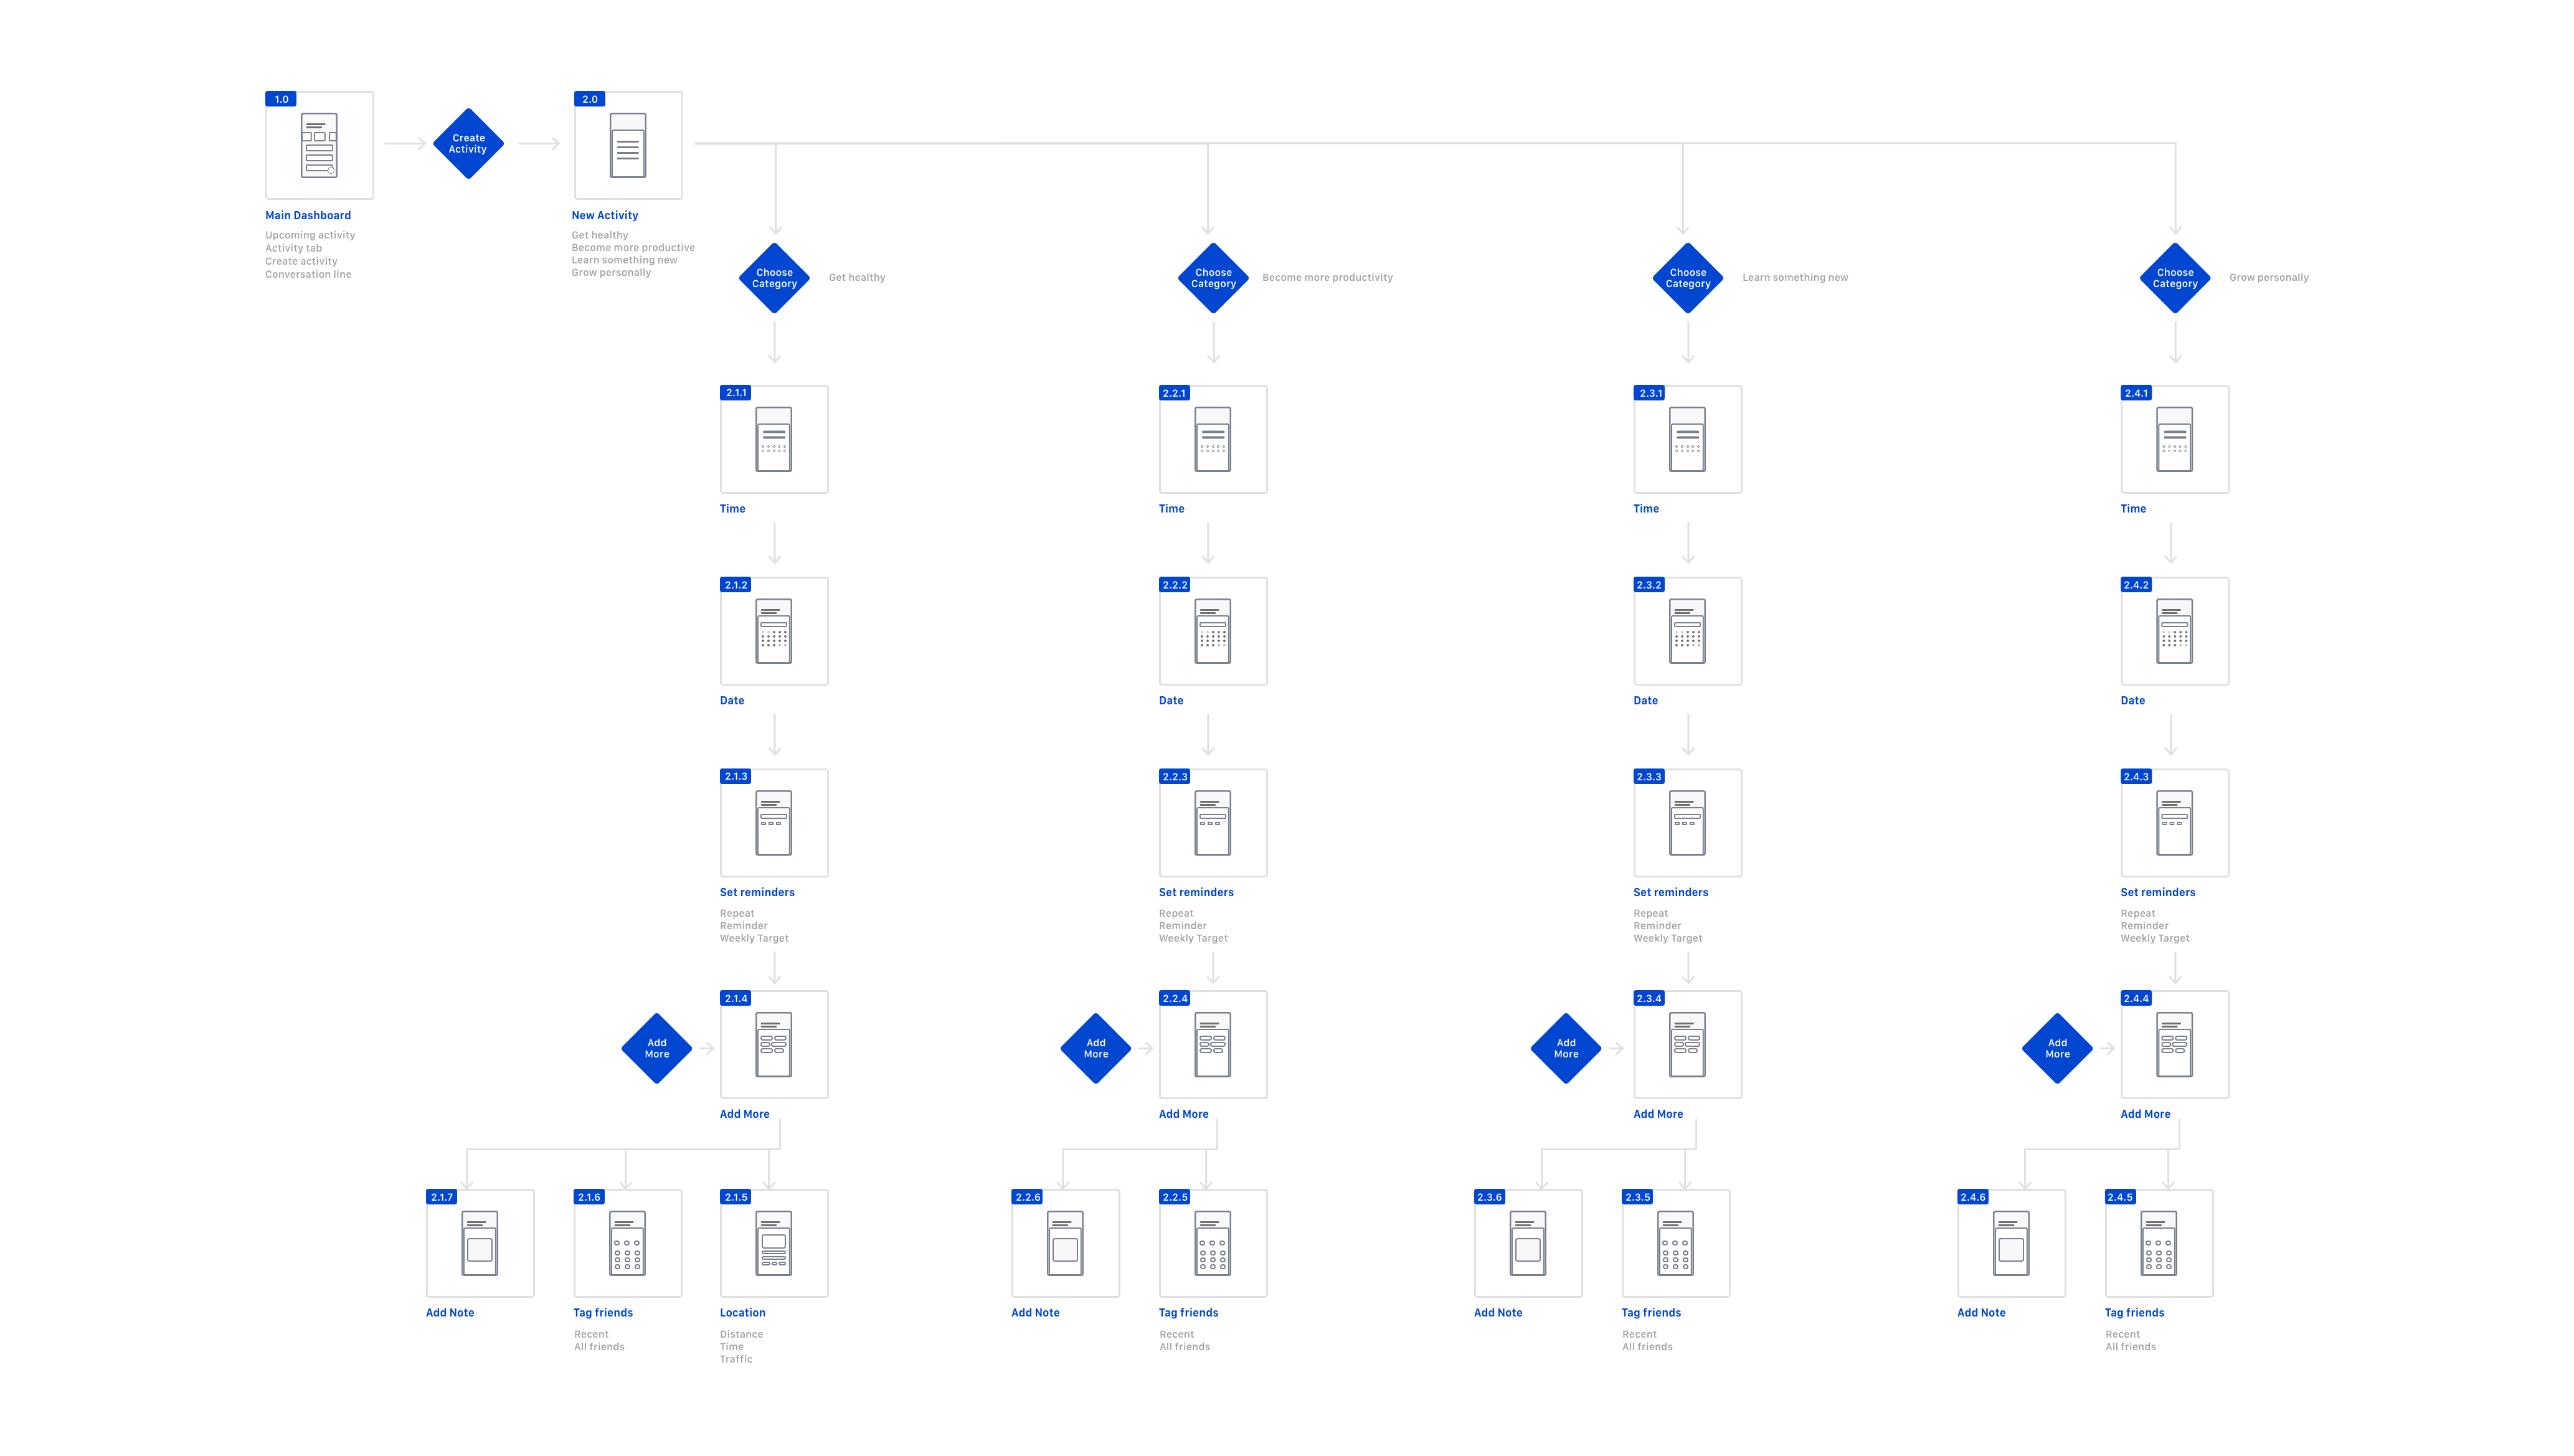 1.0
Create
Activity
2.0
Main Dashboard
Upcoming activity
Activity tab
Create activity
Conversation line
New Activity
Get healthy
Become more productive
Learn something new
Grow personally
Choose
Category
Get healthy
Choose
Category
Become more productivity
Choose
Category
Learn something new
Choose
Category
Grow personally
2.1.1
Time
2.2.1
Time
2.3.1
Time
2.4.1
Time
2.1.2
Date
2.2.2
Date
2.3.2
Date
2.4.2
Date
2.1.3
Set reminders
Repeat
Reminder
Weekly Target
2.2.3
Set reminders
Repeat
Reminder
Weekly Target
2.3.3
Set reminders
Repeat
Reminder
Weekly Target
2.4.3
Set reminders
Repeat
Reminder
Weekly Target
Add
More
2.1.4
Add More
Add
More
2.2.4
Add More
Add
More
2.3.4
Add More
Add
More
2.4.4
Add More
2.1.7
Add Note
2.1.6
Tag friends
Recent
All friends
2.1.5
Location
Distance
Time
Traffic
2.2.6
Add Note
2.2.5
Tag friends
Recent
All friends
2.3.6
Add Note
2.3.5
Tag friends
Recent
All friends
2.4.6
Add Note
2.4.5
Tag friends
Recent
All friends